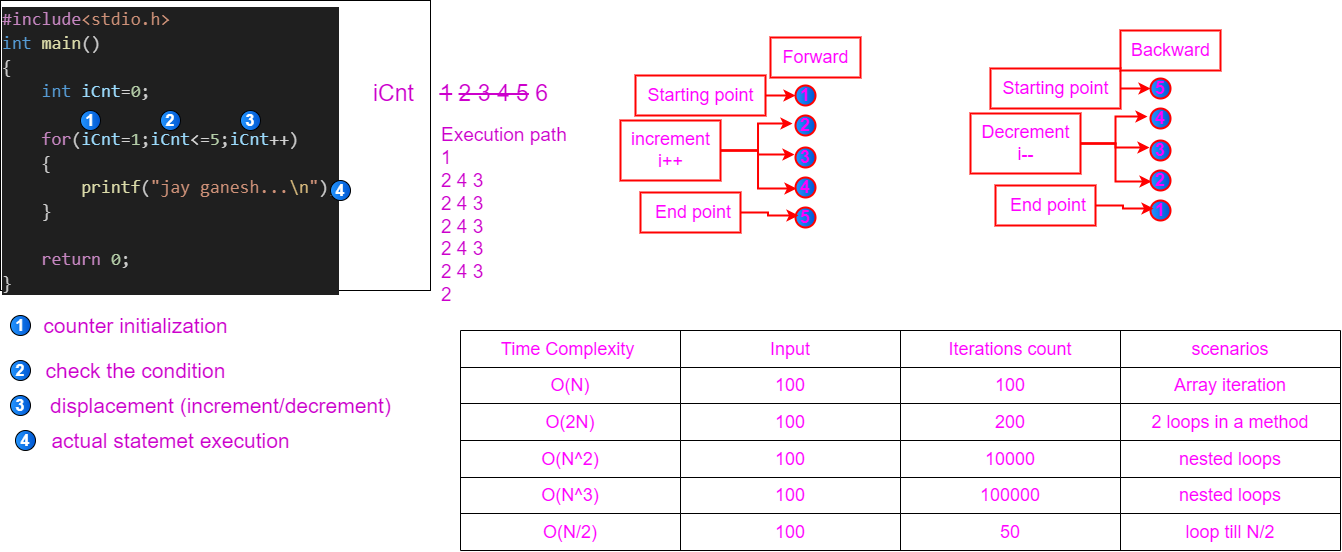 #include<stdio.h>
int main()
{
int iCnt=0;
1 2 3
for(iCnt=1;iCnt<=5;iCnt++)
{
printf("jay ganesh...\n") 4
}
return 0;
}
1 counter initialization
2 check the condition
3 displacement (increment/decrement)
4 actual statemet execution
iCnt 1 2 3 4 5 6
Execution path
1
2 4 3
2 4 3
2 4 3
2 4 3
2 4 3
2
Forward
Starting point 1
2
increment
i++
3
4
End point 5
Backward
Starting point 5
4
Decrement
i--
3
2
End point 1
Time Complexity Input Iterations count scenarios
O(N) 100 100 Array iteration
O(2N) 100 200 2 loops in a method
O(N^2) 100 10000 nested loops
O(N^3) 100 100000 nested loops
O(N/2) 100 50 loop till N/2